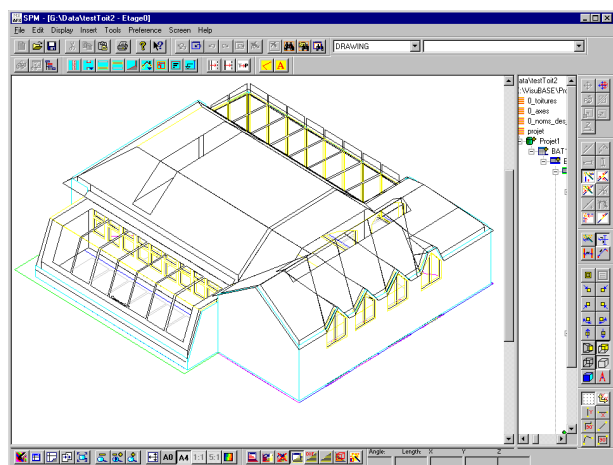 SPM - [G:\Data\testToit2 - Etage0]
File Edit Display Insert Tools Preference Screen Help
DRAWING
ata\testToit2
:\VisuBASE\Pro
0_toitures
0_axes
0_noms_des_
projet
Projet1
BAT
A0 A4 1:1 5:1
Angle: Length: X Y Z